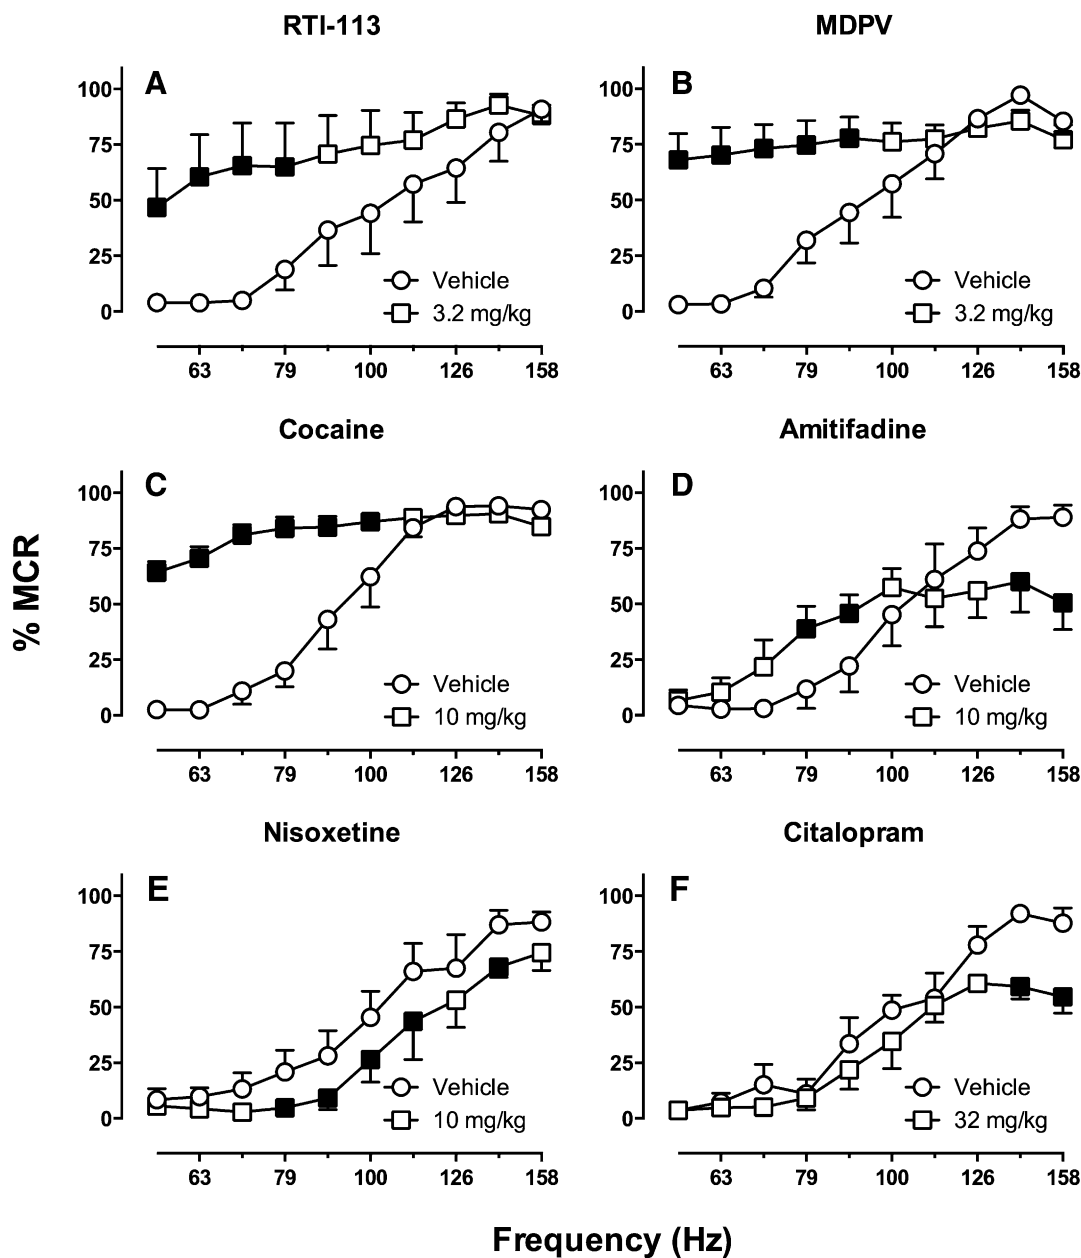 RTI-113
MDPV
A
100
75
50
25
0
Vehicle
3.2 mg/kg
63 79 100 126 158
B
100
75
50
25
0
Vehicle
3.2 mg/kg
63 79 100 126 158
Cocaine
Amitifadine
% MCR
C
100
75
50
25
0
Vehicle
10 mg/kg
63 79 100 126 158
D
100
75
50
25
0
Vehicle
10 mg/kg
63 79 100 126 158
Nisoxetine
Citalopram
E
100
75
50
25
0
Vehicle
10 mg/kg
63 79 100 126 158
F
100
75
50
25
0
Vehicle
32 mg/kg
63 79 100 126 158
Frequency (Hz)